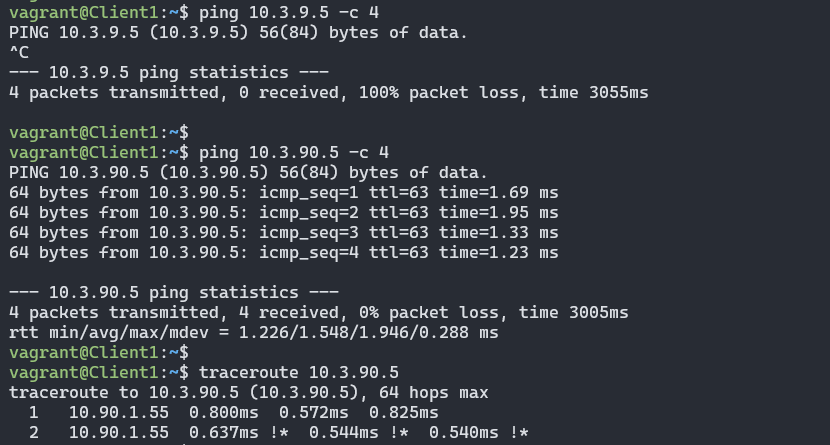 vagrant@Client1:~$ ping 10.3.9.5 -c 4
PING 10.3.9.5 (10.3.9.5) 56(84) bytes of data.
^C
--- 10.3.9.5 ping statistics ---
4 packets transmitted, 0 received, 100% packet loss, time 3055ms
vagrant@Client1:~$
vagrant@Client1:~$ ping 10.3.90.5 -c 4
PING 10.3.90.5 (10.3.90.5) 56(84) bytes of data.
64 bytes from 10.3.90.5: icmp_seq=1 ttl=63 time=1.69 ms
64 bytes from 10.3.90.5: icmp_seq=2 ttl=63 time=1.95 ms
64 bytes from 10.3.90.5: icmp_seq=3 ttl=63 time=1.33 ms
64 bytes from 10.3.90.5: icmp_seq=4 ttl=63 time=1.23 ms
--- 10.3.90.5 ping statistics ---
4 packets transmitted, 4 received, 0% packet loss, time 3005ms
rtt min/avg/max/mdev = 1.226/1.548/1.946/0.288 ms
vagrant@Client1:~$
vagrant@Client1:~$ traceroute 10.3.90.5
traceroute to 10.3.90.5 (10.3.90.5), 64 hops max
1 10.90.1.55 0.800ms 0.572ms 0.825ms
2 10.90.1.55 0.637ms !* 0.544ms !* 0.540ms !*